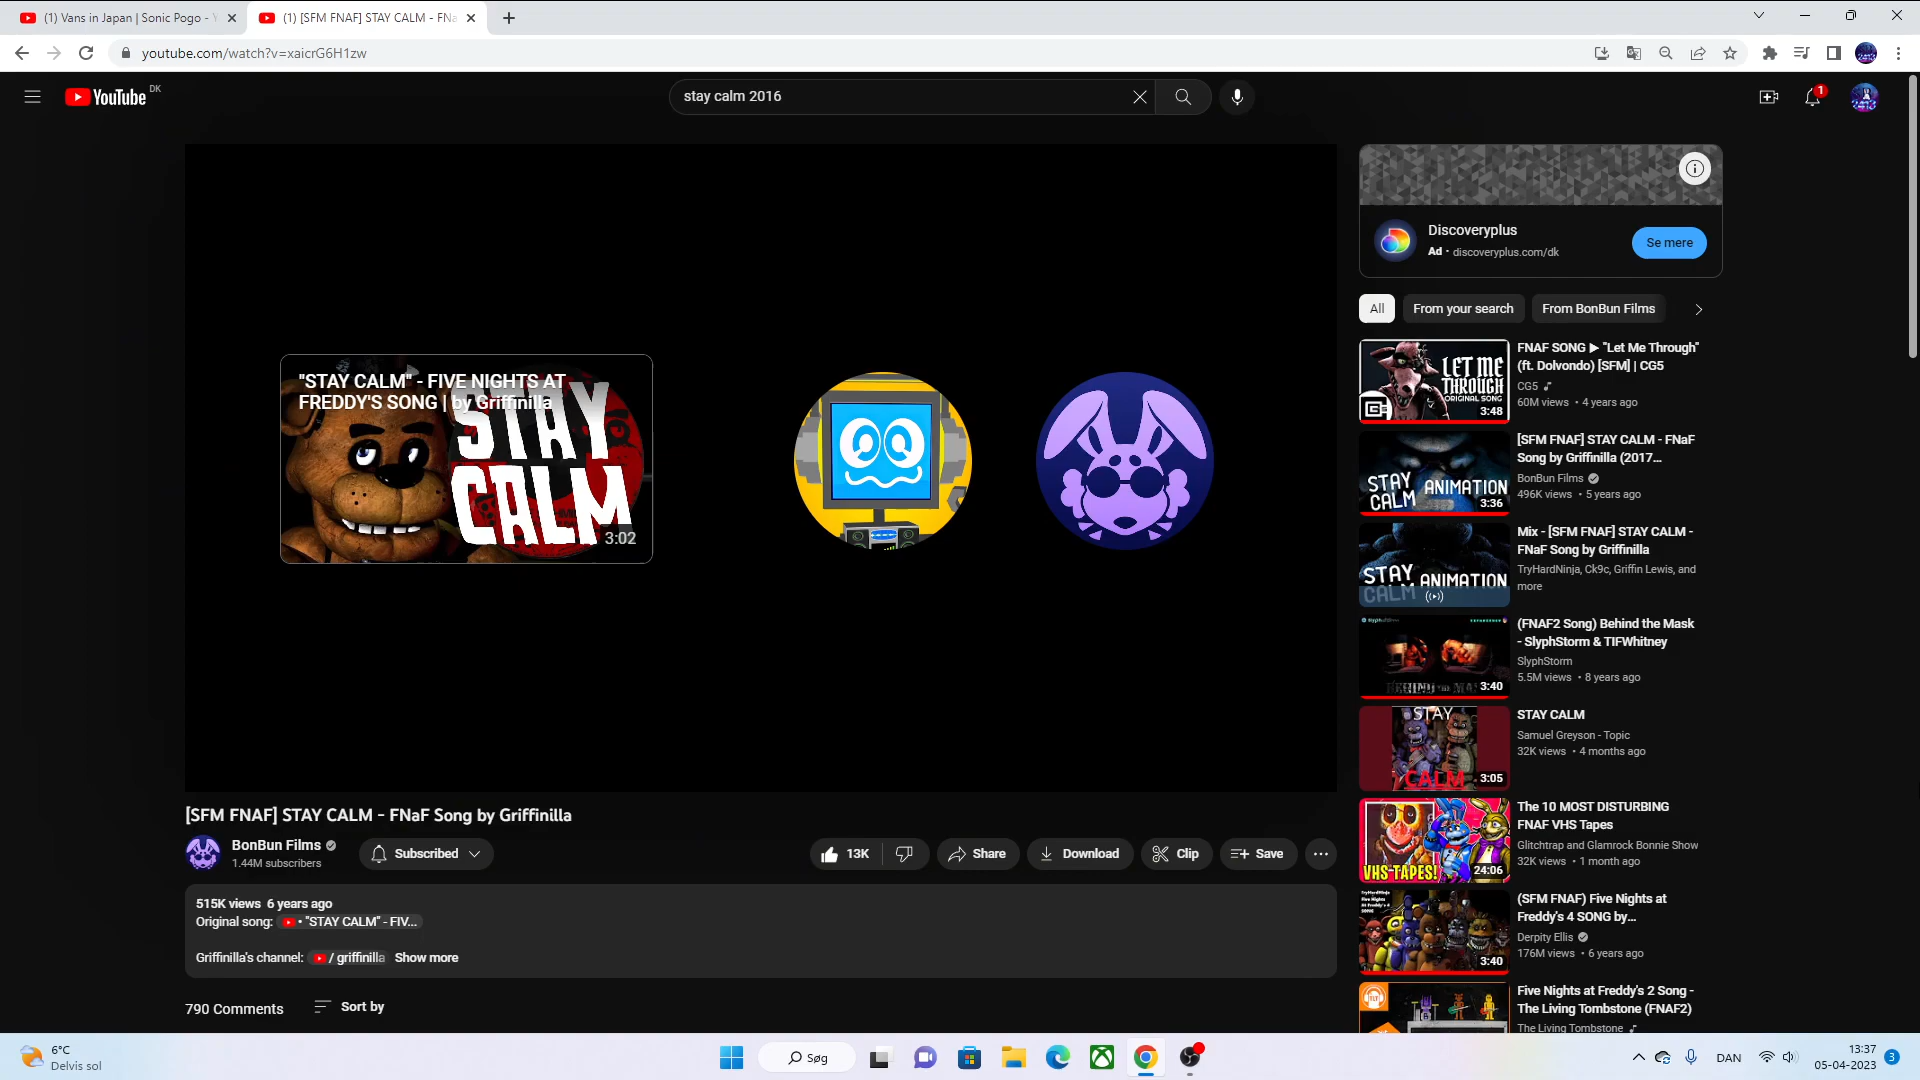 (1) Vans in Japan | Sonic Pogo -
(1) [SFM FNAF] STAY CALM - FNa
youtube.com/watch?v=xaicrG6H1zw
YouTube DK
stay calm 2016
1
"STAY CALM" - FIVE NIGHTS AT
FREDDY'S SONG | by Griffinilla
STAY
CALM
3:02
Discoveryplus
Ad · discoveryplus.com/dk
Se mere
All
From your search
From BonBun Films
LET ME
THROUGH
ORIGINAL SONG
3:48
FNAF SONG ▶ "Let Me Through"
(ft. Dolvondo) [SFM] | CG5
CG5
60M views • 4 years ago
STAY
CALM ANIMATION
3:36
[SFM FNAF] STAY CALM - FNaF
Song by Griffinilla (2017...
BonBun Films
496K views • 5 years ago
STAY
CALM ANIMATION
Mix - [SFM FNAF] STAY CALM -
FNaF Song by Griffinilla
TryHardNinja, Ck9c, Griffin Lewis, and
more
BEHIND THE MASK
3:40
(FNAF2 Song) Behind the Mask
- SlyphStorm & TIFWhitney
SlyphStorm
5.5M views • 8 years ago
STAY
CALM
3:05
STAY CALM
Samuel Greyson - Topic
32K views • 4 months ago
VHS TAPES!
24:06
The 10 MOST DISTURBING
FNAF VHS Tapes
Glitchtrap and Glamrock Bonnie Show
32K views • 1 month ago
TryHardNinja
Five Nights
At Freddy's 4
SONG
3:40
(SFM FNAF) Five Nights at
Freddy's 4 SONG by...
Derpity Ellis
176M views • 6 years ago
Five Nights at Freddy's 2 Song -
The Living Tombstone (FNAF2)
The Living Tombstone
[SFM FNAF] STAY CALM - FNaF Song by Griffinilla
BonBun Films
1.44M subscribers
Subscribed
13K
Share
Download
Clip
Save
515K views 6 years ago
Original song: • "STAY CALM" - FIV...
Griffinilla's channel: / griffinilla Show more
790 Comments
Sort by
6°C
Delvis sol
Søg
DAN
13:37
05-04-2023
3